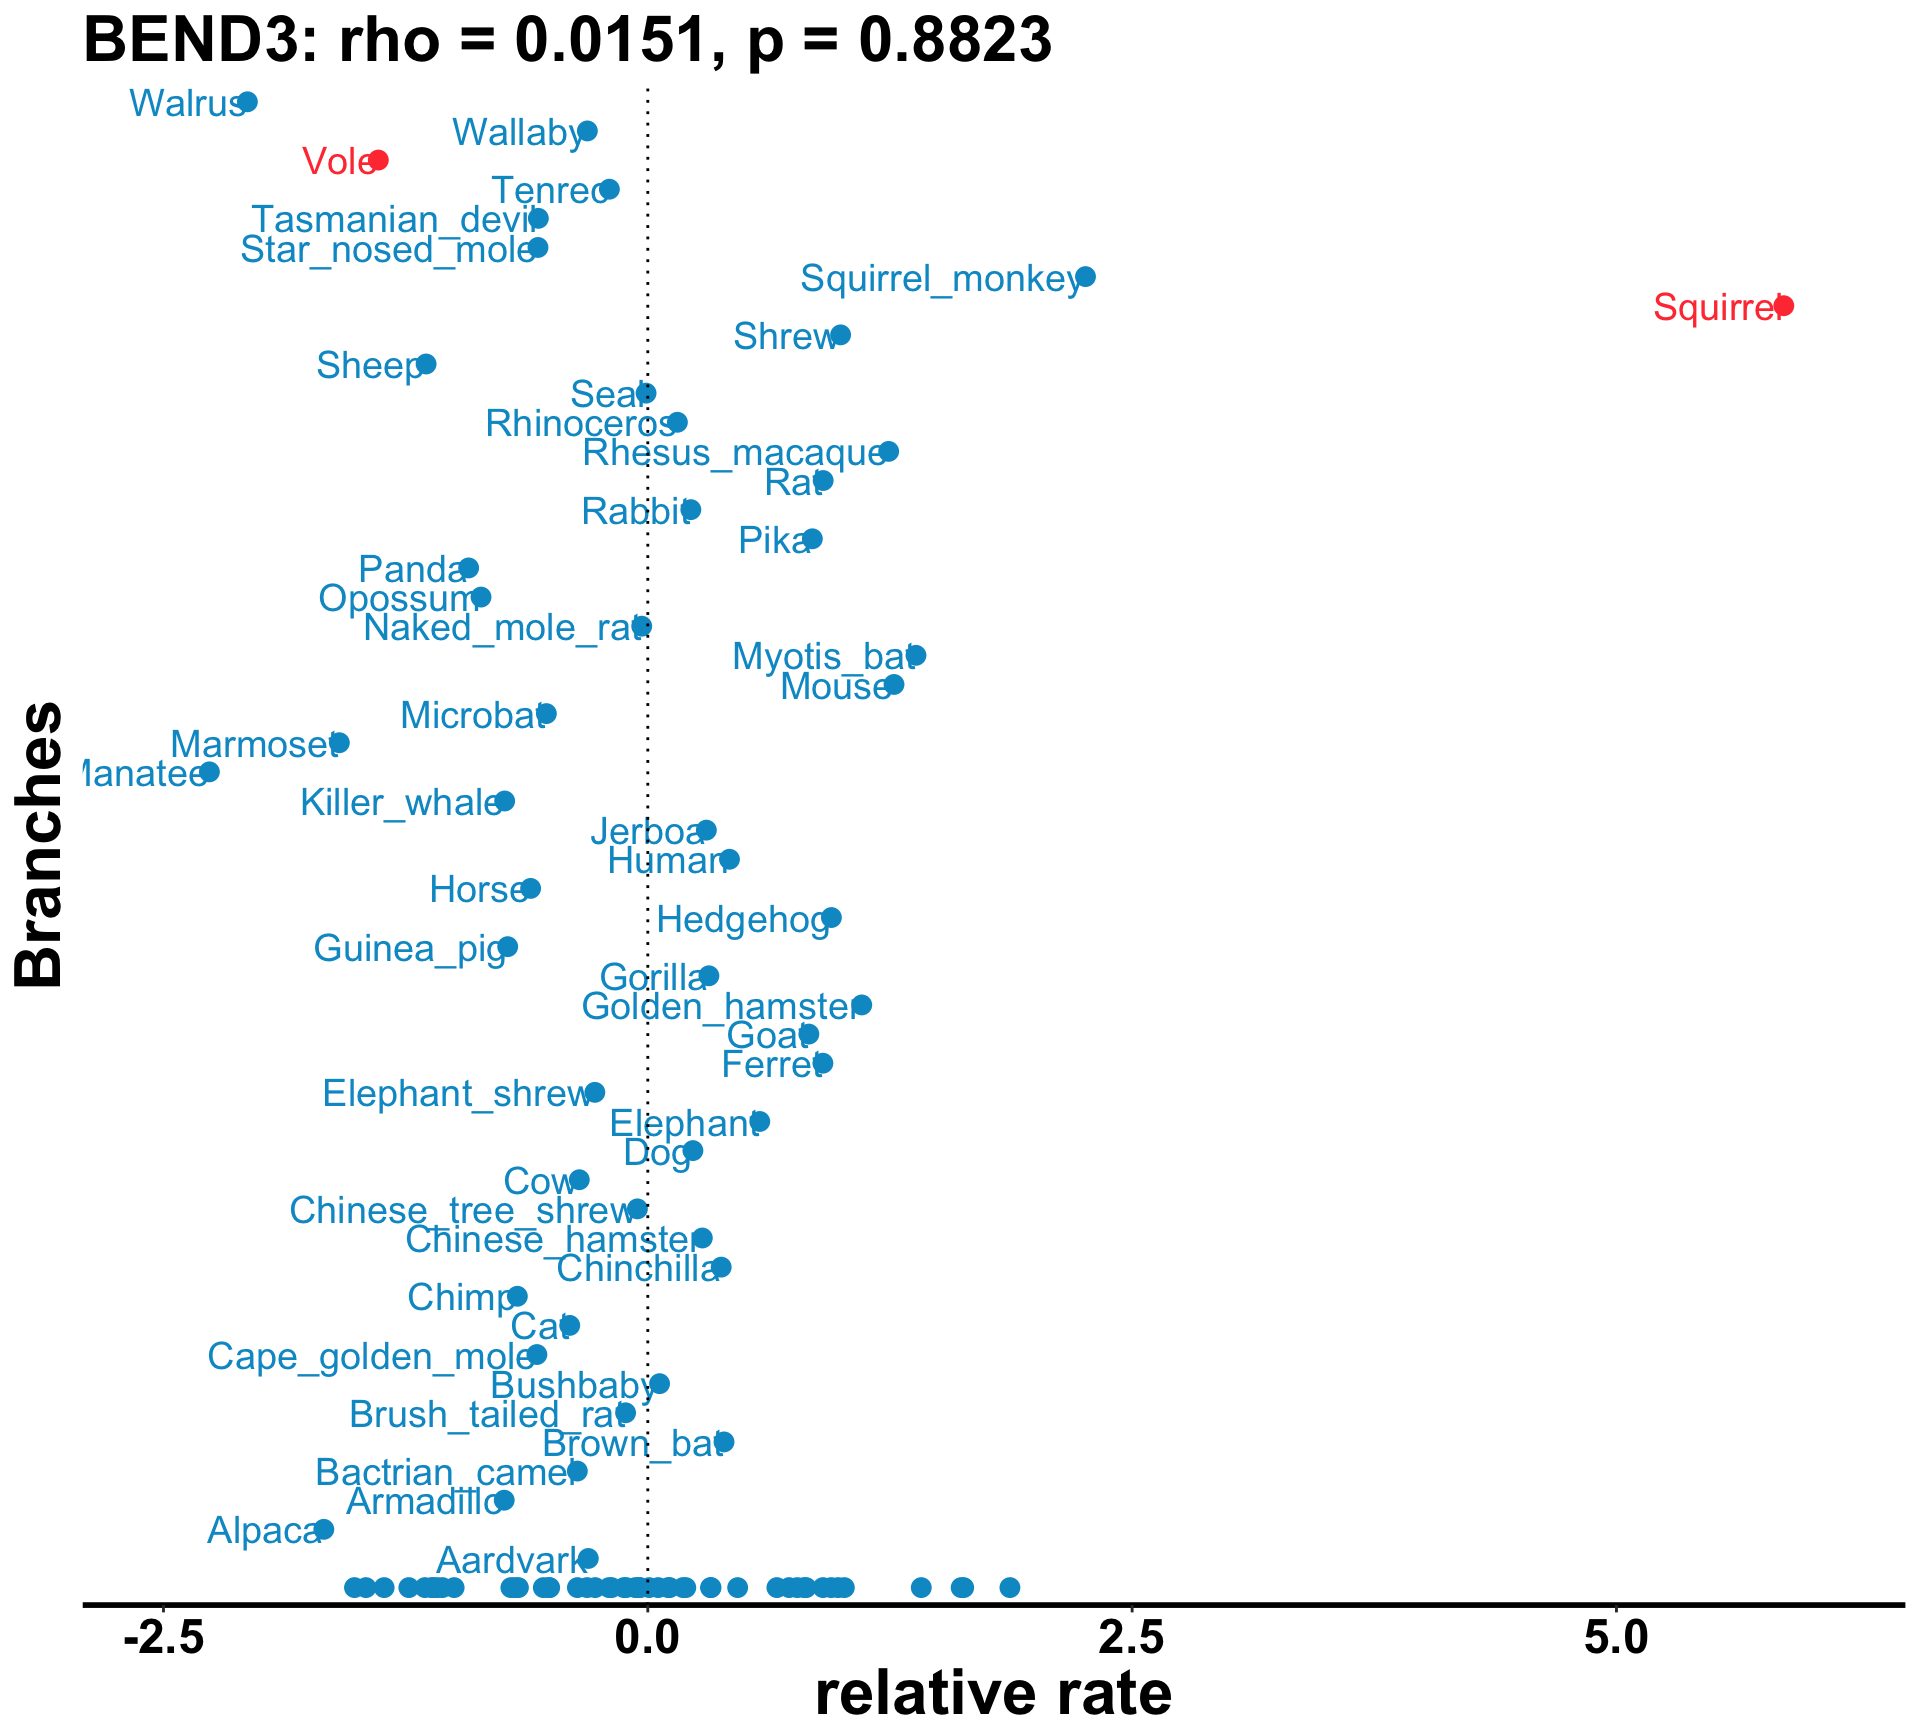 BEND3: rho = 0.0151, p = 0.8823
Walrus
Wallaby
Vole
Tenrec
Tasmanian_devil
Star_nosed_mole
Squirrel_monkey
Squirrel
Shrew
Sheep
Seal
Rhinoceros
Rhesus_macaque
Rat
Rabbit
Pika
Panda
Opossum
Naked_mole_rat
Myotis_bat
Mouse
Microbat
Marmoset
Manatee
Killer_whale
Jerboa
Human
Horse
Hedgehog
Guinea_pig
Gorilla
Golden_hamster
Goat
Ferret
Elephant_shrew
Elephant
Dog
Cow
Chinese_tree_shrew
Chinese_hamster
Chinchilla
Chimp
Cat
Cape_golden_mole
Bushbaby
Brush_tailed_rat
Brown_bat
Bactrian_camel
Armadillo
Alpaca
Aardvark
Branches
-2.5 0.0 2.5 5.0
relative rate